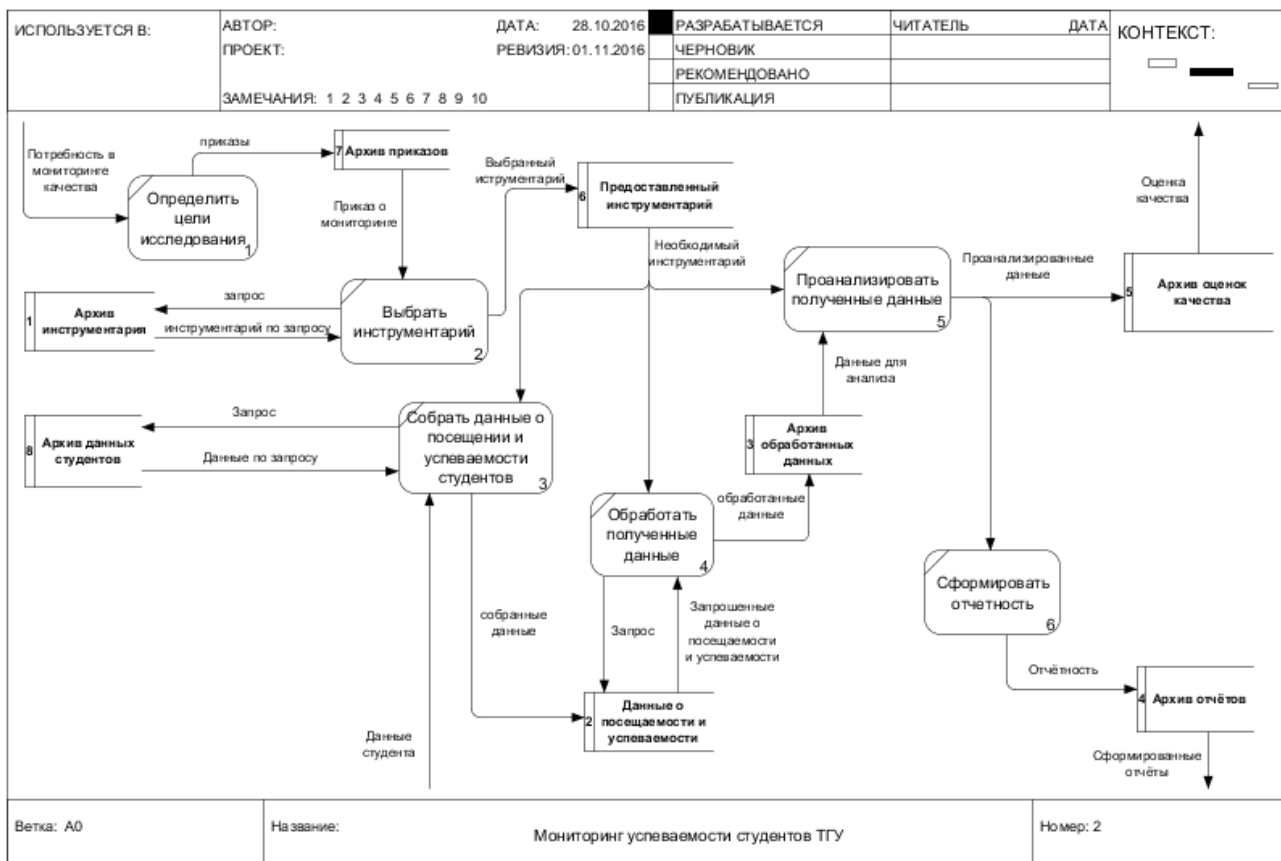 ИСПОЛЬЗУЕТСЯ В:
АВТОР:
ДАТА: 28.10.2016
ПРОЕКТ:
РЕВИЗИЯ: 01.11.2016
ЗАМЕЧАНИЯ: 1 2 3 4 5 6 7 8 9 10
РАЗРАБАТЫВАЕТСЯ
ЧЕРНОВИК
РЕКОМЕНДОВАНО
ПУБЛИКАЦИЯ
ЧИТАТЕЛЬ
ДАТА
КОНТЕКСТ:
Потребность в
мониторинге
качества
приказы
7
Архив приказов
Определить
цели
исследования
1
Приказ о
мониторинге
Выбранный
иструментарий
6
Предоставленный
инструментарий
Необходимый
инструментарий
Оценка
качества
Проанализировать
полученные данные
5
Проанализированные
данные
5
Архив оценок
качества
1
Архив
инструментария
запрос
инструментарий по запросу
Выбрать
инструментарий
2
Данные для
анализа
8
Архив данных
студентов
Запрос
Данные по запросу
Собрать данные о
посещении и
успеваемости
студентов
3
3
Архив
обработанных
данных
Обработать
полученные
данные
4
обработанные
данные
Сформировать
отчетность
6
собранные
данные
Запрос
Запрошенные
данные о
посещаемости
и успеваемости
Отчётность
4
Архив отчётов
2
Данные о
посещаемости и
успеваемости
Данные
студента
Сформированные
отчёты
Ветка: A0
Название:
Мониторинг успеваемости студентов ТГУ
Номер: 2